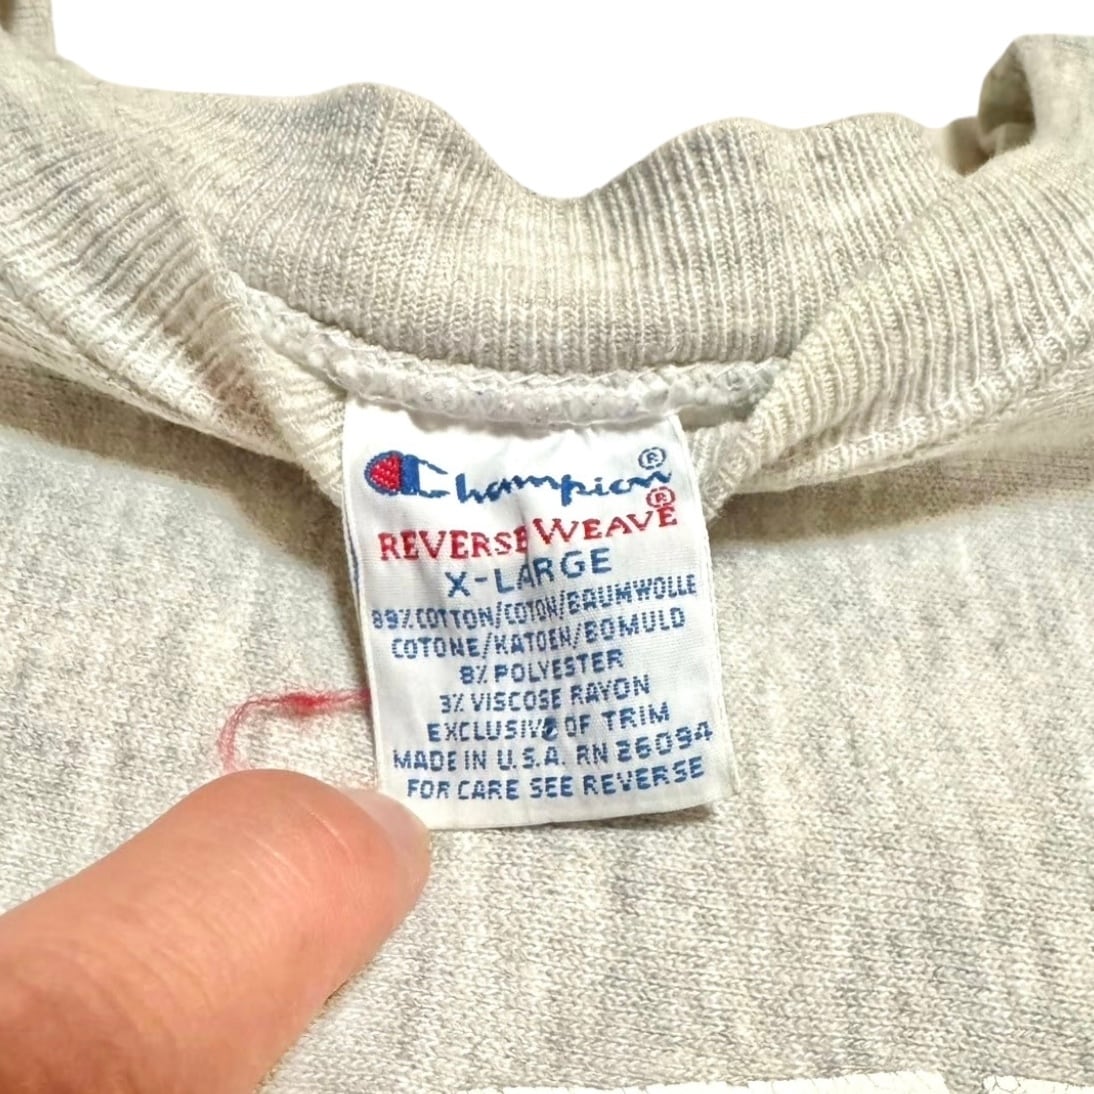 Champion®
REVERSE WEAVE®
X-LARGE
89% COTTON/COTON/BAUMWOLLE
COTONE/KATOEN/BOMULD
8% POLYESTER
3% VISCOSE RAYON
EXCLUSIVE OF TRIM
MADE IN U.S.A. RN 26094
FOR CARE SEE REVERSE